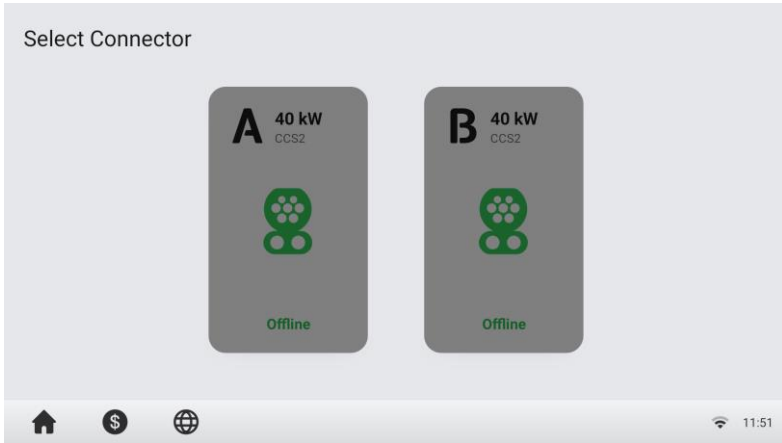 Select Connector
A 40 kW
CCS2
Offline
B 40 kW
CCS2
Offline
$
11:51